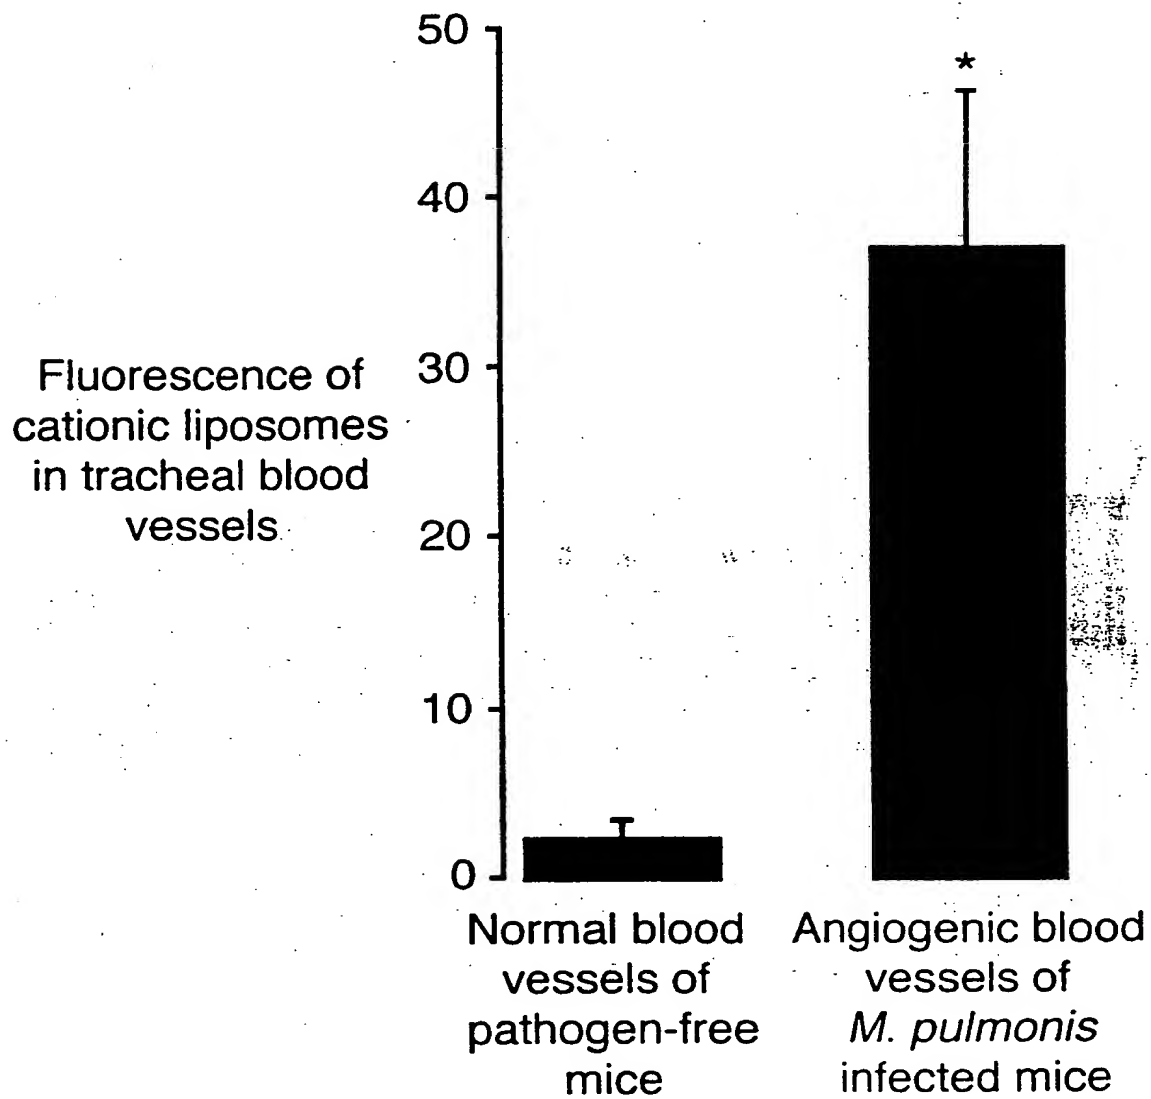 50
*
40
30
Fluorescence of
cationic liposomes
in tracheal blood
vessels
20
10
0
Normal blood
vessels of
pathogen-free
mice
Angiogenic blood
vessels of
M. pulmonis
infected mice